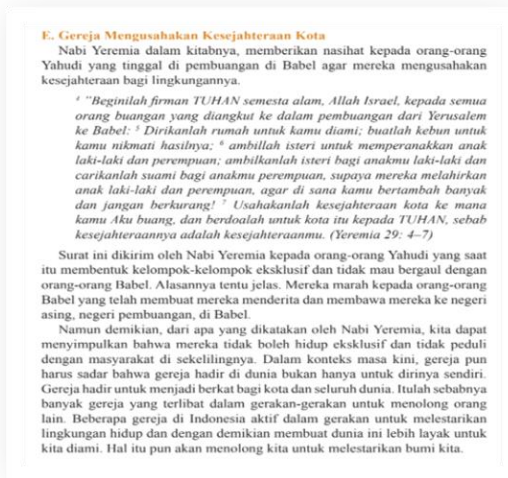 E. Gereja Mengusahakan Kesejahteraan Kota
Nabi Yeremia dalam kitabnya, memberikan nasihat kepada orang-orang
Yahudi yang tinggal di pembuangan di Babel agar mereka mengusahakan
kesejahteraan bagi lingkungannya.
⁴ "Beginilah firman TUHAN semesta alam, Allah Israel, kepada semua
orang buangan yang diangkut ke dalam pembuangan dari Yerusalem
ke Babel: ⁵ Dirikanlah rumah untuk kamu diami; buatlah kebun untuk
kamu nikmati hasilnya; ⁶ ambillah isteri untuk memperanakkan anak
laki-laki dan perempuan; ambilkanlah isteri bagi anakmu laki-laki dan
carikanlah suami bagi anakmu perempuan, supaya mereka melahirkan
anak laki-laki dan perempuan, agar di sana kamu bertambah banyak
dan jangan berkurang! ⁷ Usahakanlah kesejahteraan kota ke mana
kamu Aku buang, dan berdoalah untuk kota itu kepada TUHAN, sebab
kesejahteraannya adalah kesejahteraanmu. (Yeremia 29: 4–7)
Surat ini dikirim oleh Nabi Yeremia kepada orang-orang Yahudi yang saat
itu membentuk kelompok-kelompok eksklusif dan tidak mau bergaul dengan
orang-orang Babel. Alasannya tentu jelas. Mereka marah kepada orang-orang
Babel yang telah membuat mereka menderita dan membawa mereka ke negeri
asing, negeri pembuangan, di Babel.
Namun demikian, dari apa yang dikatakan oleh Nabi Yeremia, kita dapat
menyimpulkan bahwa mereka tidak boleh hidup eksklusif dan tidak peduli
dengan masyarakat di sekelilingnya. Dalam konteks masa kini, gereja pun
harus sadar bahwa gereja hadir di dunia bukan hanya untuk dirinya sendiri.
Gereja hadir untuk menjadi berkat bagi kota dan seluruh dunia. Itulah sebabnya
banyak gereja yang terlibat dalam gerakan-gerakan untuk menolong orang
lain. Beberapa gereja di Indonesia aktif dalam gerakan untuk melestarikan
lingkungan hidup dan dengan demikian membuat dunia ini lebih layak untuk
kita diami. Hal itu pun akan menolong kita untuk melestarikan bumi kita.